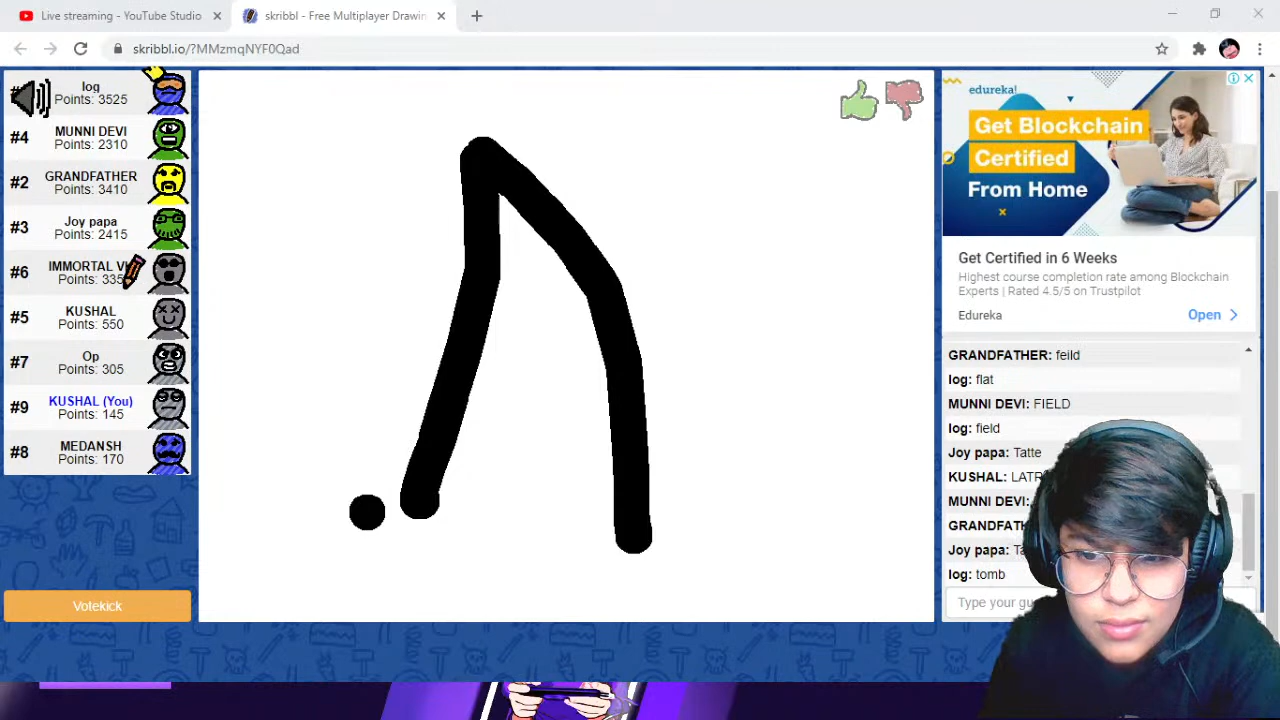 Live streaming - YouTube Studio
skribbl - Free Multiplayer Drawin
skribbl.io/?MMzmqNYF0Qad
log
Points: 3525
#4 MUNNI DEVI
Points: 2310
#2 GRANDFATHER
Points: 3410
#3 Joy papa
Points: 2415
#6 IMMORTAL
Points: 335
#5 KUSHAL
Points: 550
#7 Op
Points: 305
#9 KUSHAL (You)
Points: 145
#8 MEDANSH
Points: 170
Votekick
edureka!
Get Blockchain
Certified
From Home
Get Certified in 6 Weeks
Highest course completion rate among Blockchain
Experts | Rated 4.5/5 on Trustpilot
Edureka
Open
GRANDFATHER: feild
log: flat
MUNNI DEVI: FIELD
log: field
Joy papa: Tatte
KUSHAL: LATR
MUNNI DEVI:
GRANDFATH
Joy papa:
log: tomb
Type your gu